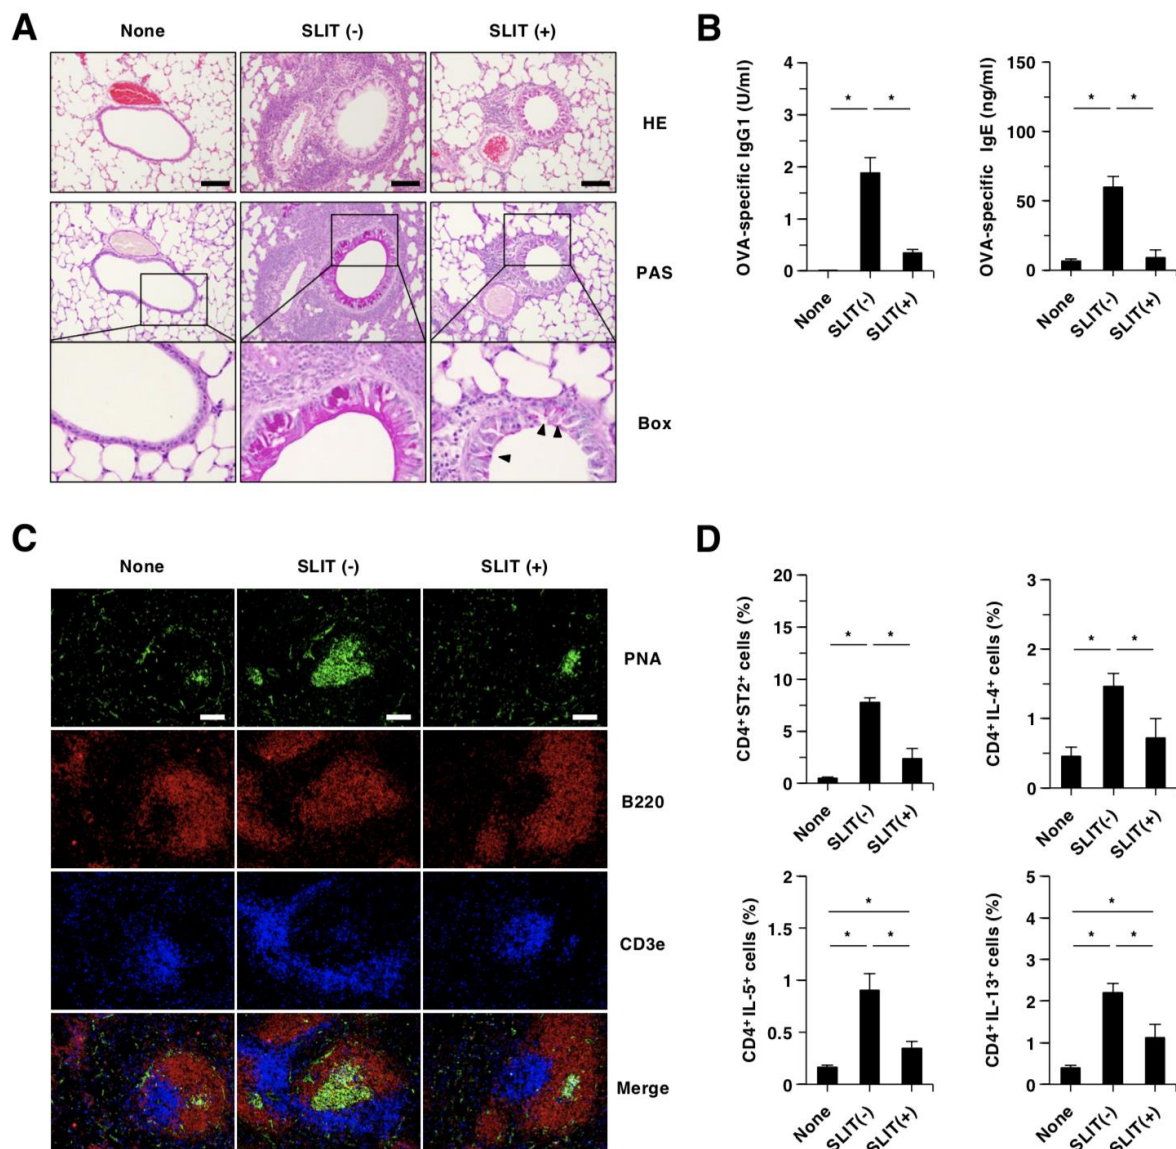 A
None
SLIT (-)
SLIT (+)
HE
PAS
Box
B
OVA-specific IgG1 (U/ml)
4
3
2
1
0
*
*
None
SLIT(-)
SLIT(+)
OVA-specific IgE (ng/ml)
150
100
50
0
*
*
None
SLIT(-)
SLIT(+)
C
None
SLIT (-)
SLIT (+)
PNA
B220
CD3e
Merge
D
CD4⁺ST2⁺ cells (%)
20
15
10
5
0
*
*
None
SLIT(-)
SLIT(+)
CD4⁺IL-4⁺ cells (%)
3
2
1
0
*
*
None
SLIT(-)
SLIT(+)
CD4⁺IL-5⁺ cells (%)
2
1.5
1
0.5
0
*
*
*
None
SLIT(-)
SLIT(+)
CD4⁺IL-13⁺ cells (%)
5
4
3
2
1
0
*
*
*
None
SLIT(-)
SLIT(+)